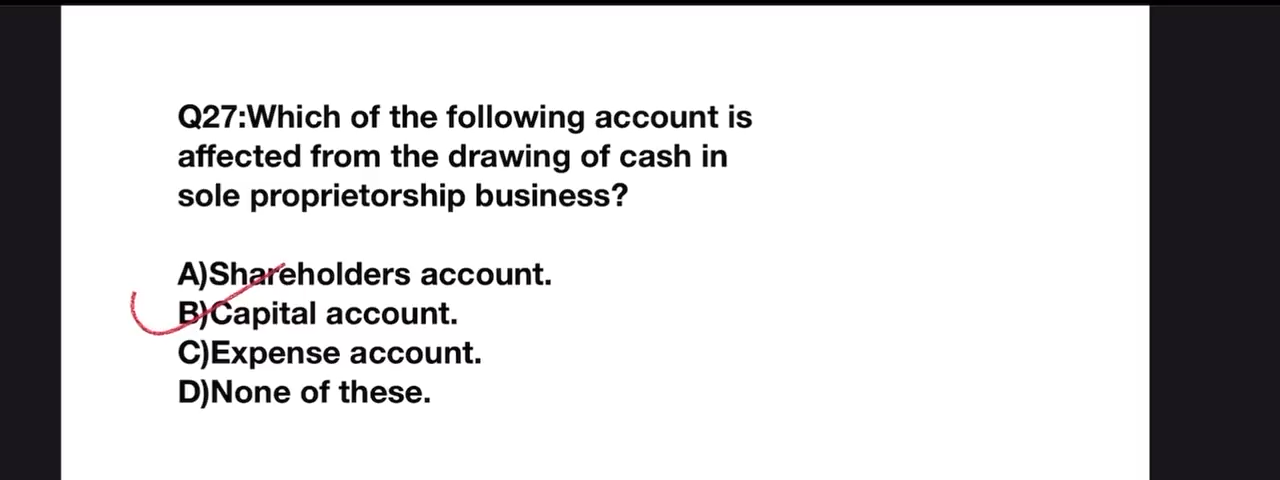 Q27:Which of the following account is
affected from the drawing of cash in
sole proprietorship business?
A)Shareholders account.
B)Capital account.
C)Expense account.
D)None of these.